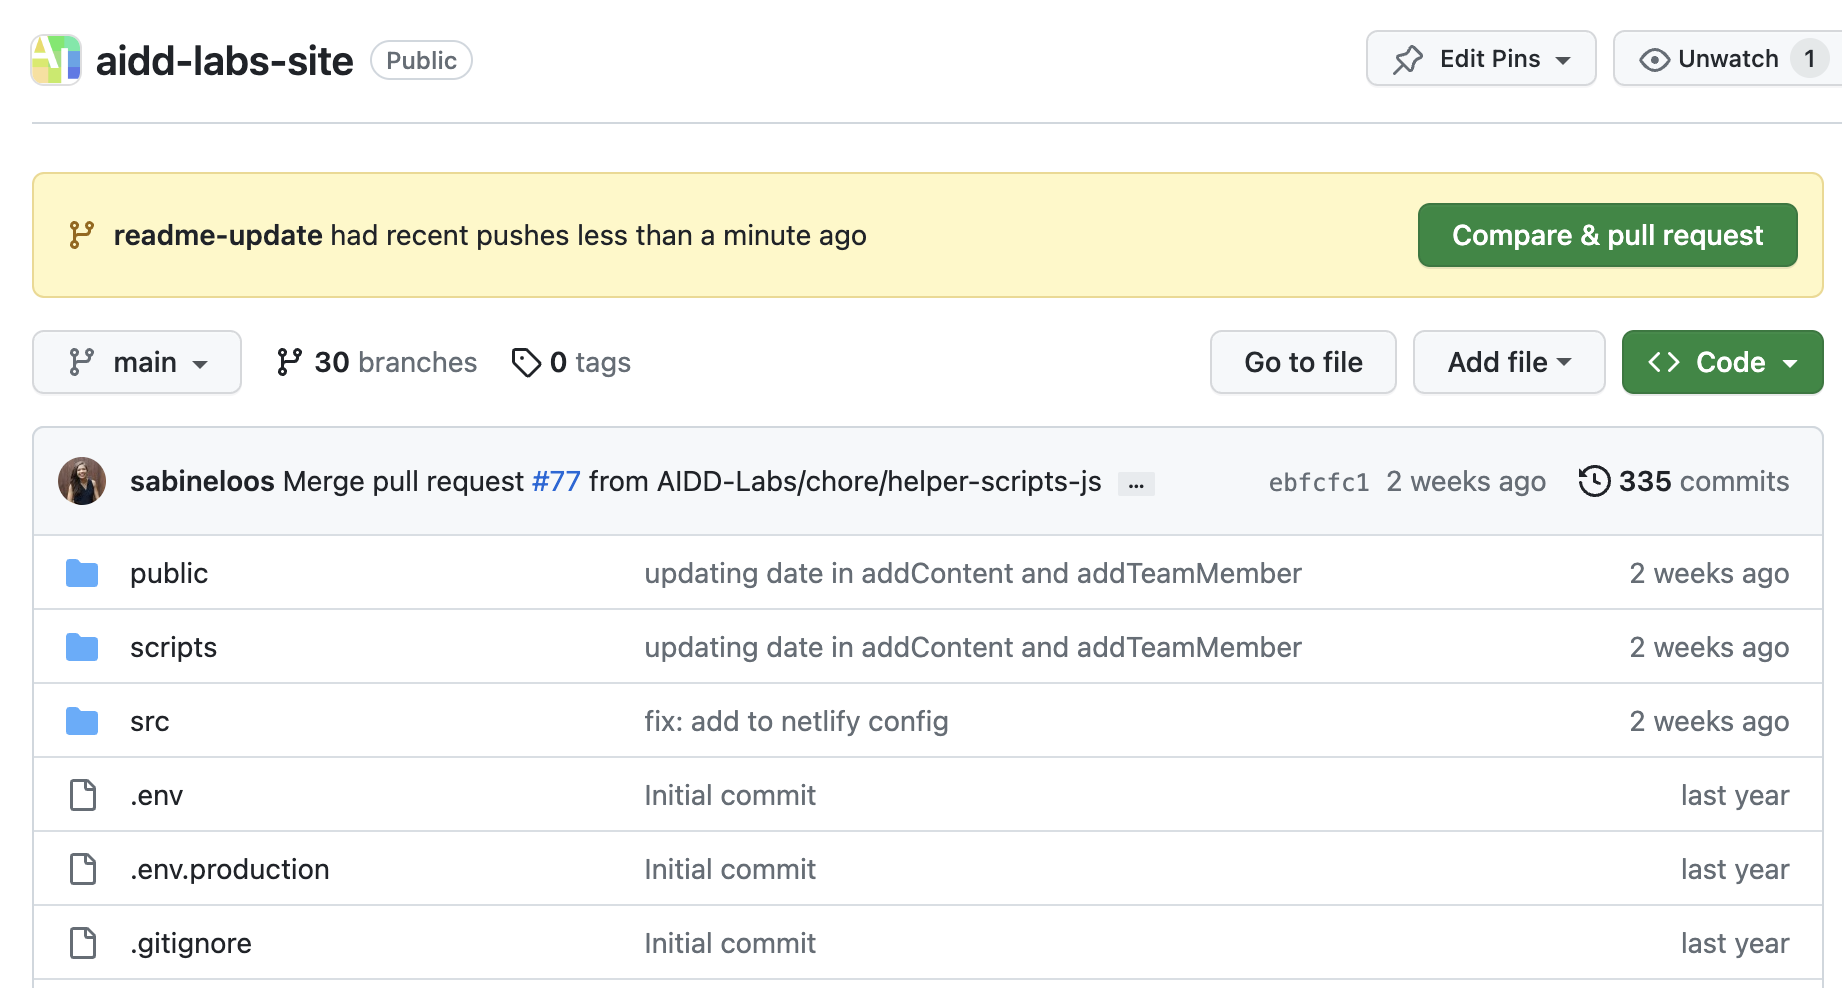 AI
aidd-labs-site Public Edit Pins Unwatch 1
readme-update had recent pushes less than a minute ago Compare & pull request
main 30 branches 0 tags Go to file Add file Code
sabineloos Merge pull request #77 from AIDD-Labs/chore/helper-scripts-js ... ebfcfc1 2 weeks ago 335 commits
public updating date in addContent and addTeamMember 2 weeks ago
scripts updating date in addContent and addTeamMember 2 weeks ago
src fix: add to netlify config 2 weeks ago
.env Initial commit last year
.env.production Initial commit last year
.gitignore Initial commit last year